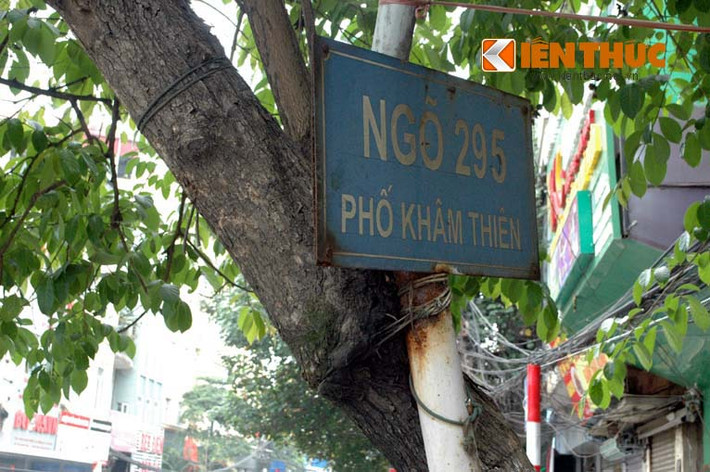 KIẾN THỨC
NGÕ 295
PHỐ KHÂM THIÊN